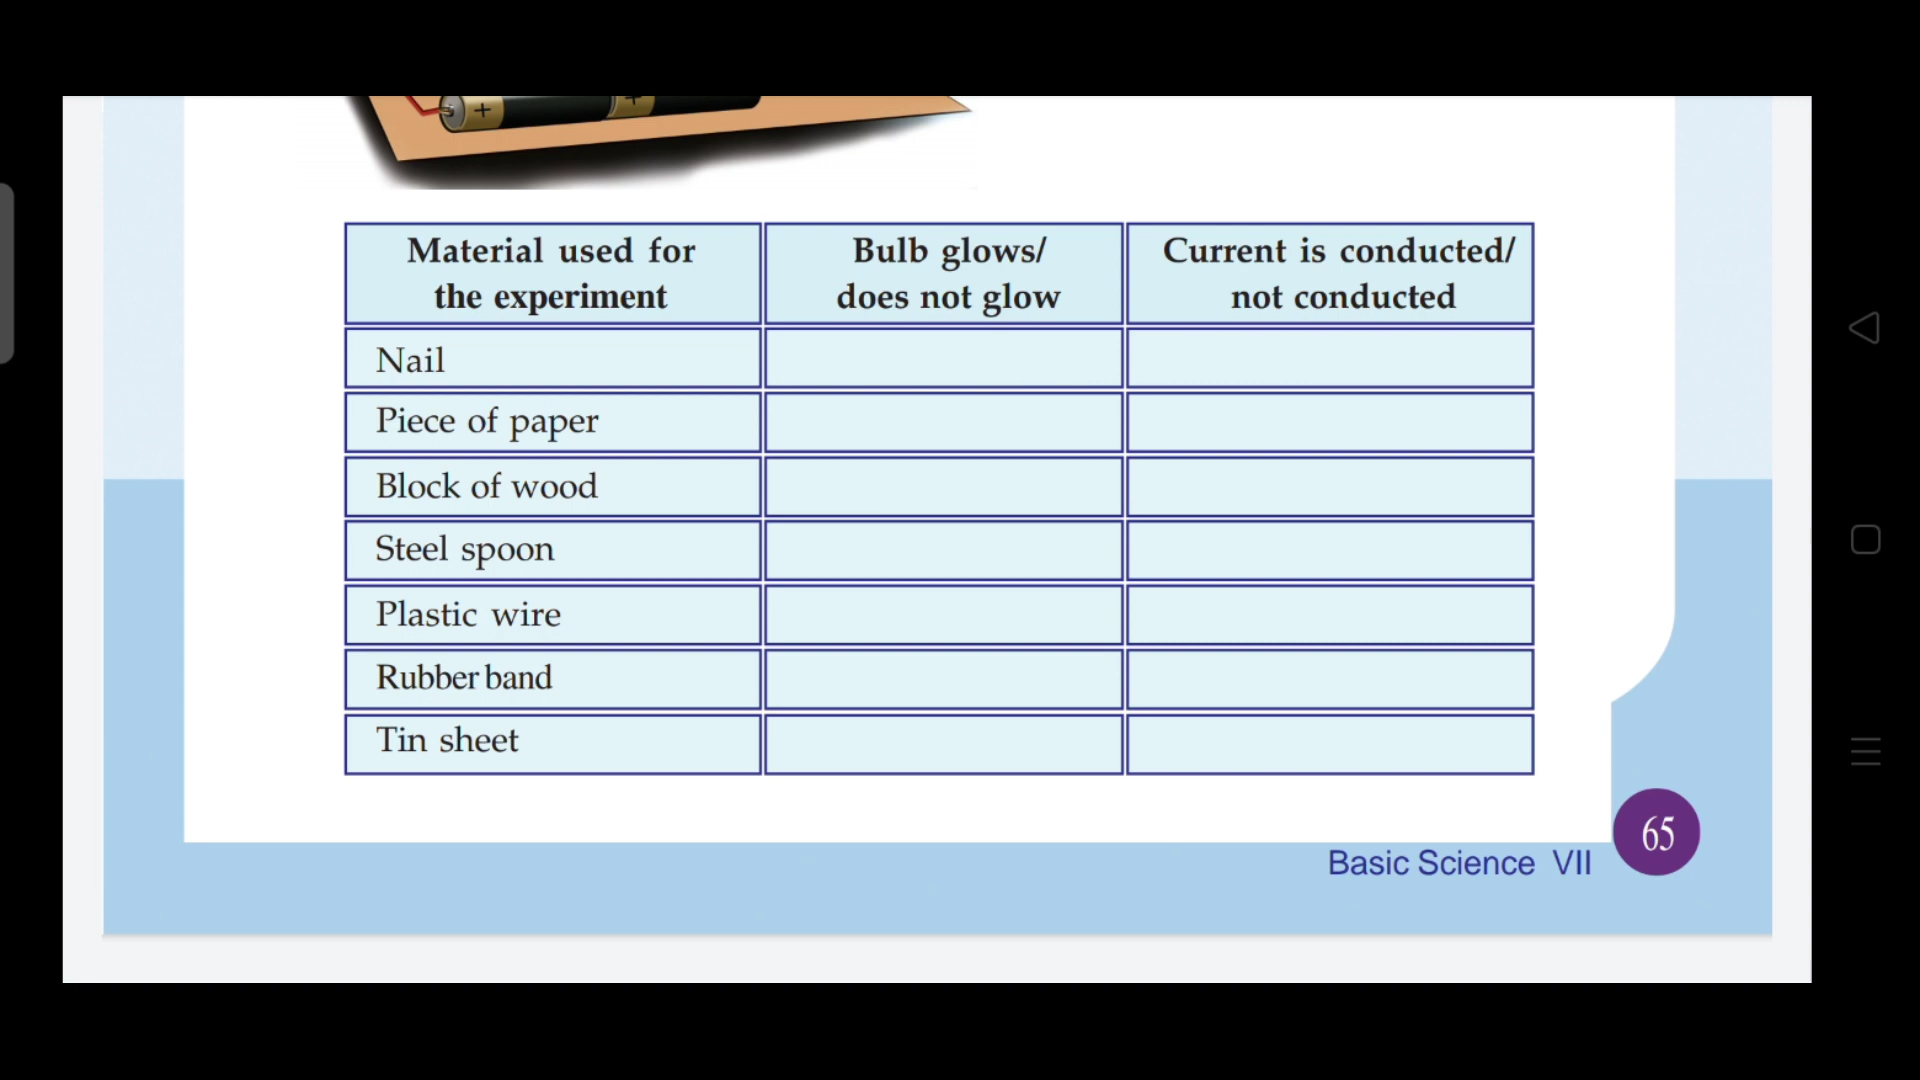 + +
Material used for
the experiment
Bulb glows/
does not glow
Current is conducted/
not conducted
Nail
Piece of paper
Block of wood
Steel spoon
Plastic wire
Rubber band
Tin sheet
65
Basic Science VII